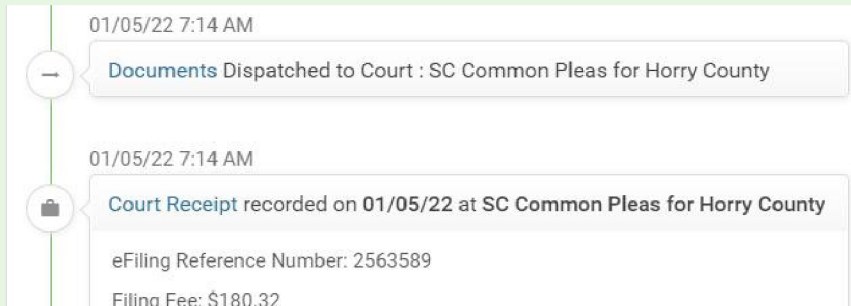 01/05/22 7:14 AM
Documents Dispatched to Court : SC Common Pleas for Horry County
01/05/22 7:14 AM
Court Receipt recorded on 01/05/22 at SC Common Pleas for Horry County
eFiling Reference Number: 2563589
Filing Fee: $180.32